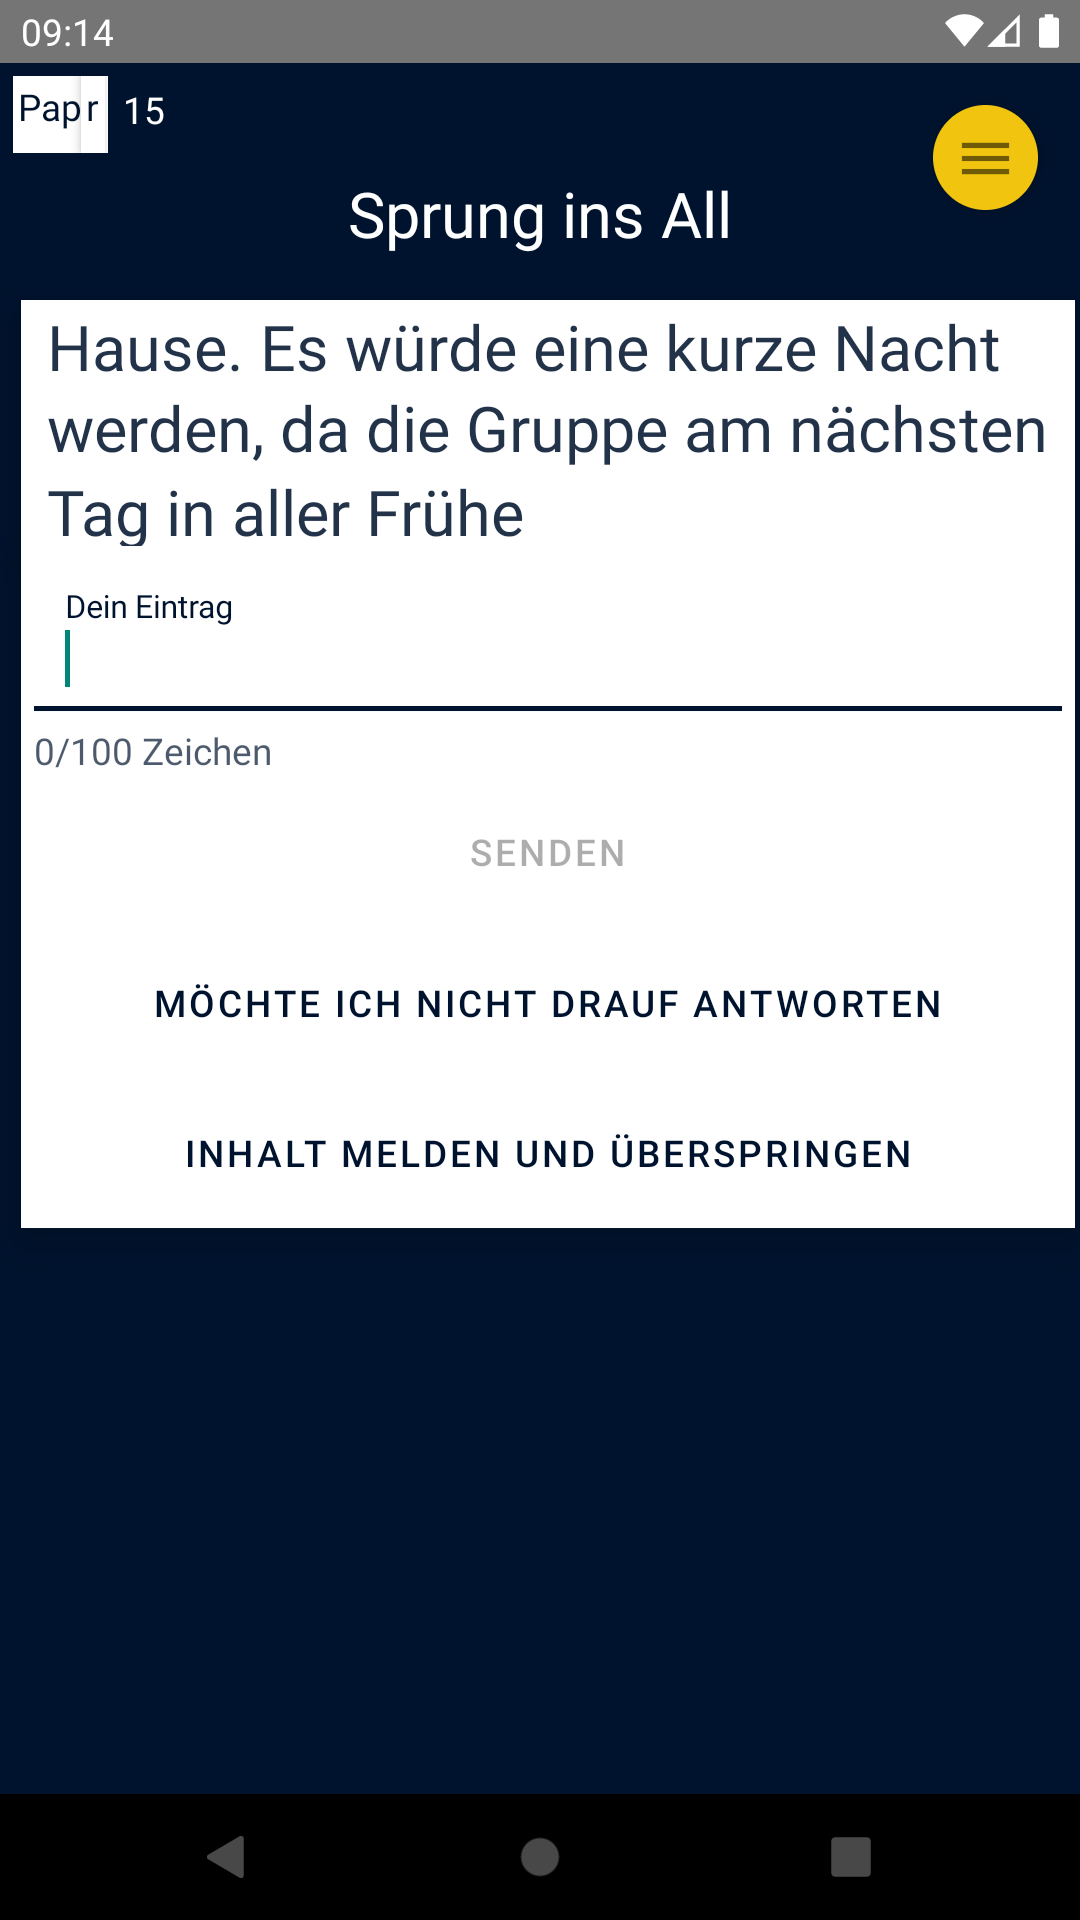 09:14
Papr 15
Sprung ins All
Hause. Es würde eine kurze Nacht
werden, da die Gruppe am nächsten
Tag in aller Frühe
Dein Eintrag
0/100 Zeichen
SENDEN
MÖCHTE ICH NICHT DRAUF ANTWORTEN
INHALT MELDEN UND ÜBERSPRINGEN